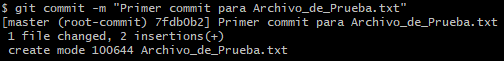 $ git commit -m "Primer commit para Archivo_de_Prueba.txt"
[master (root-commit) 7fdb0b2] Primer commit para Archivo_de_Prueba.txt
 1 file changed, 2 insertions(+)
 create mode 100644 Archivo_de_Prueba.txt